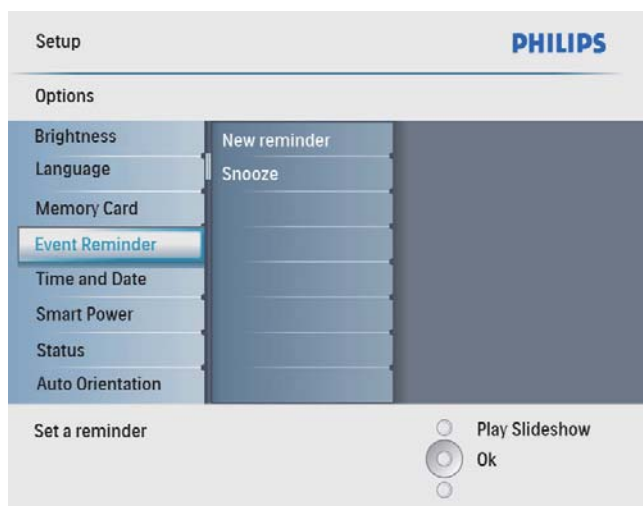 Setup
PHILIPS
Options
Brightness
Language
Memory Card
Event Reminder
Time and Date
Smart Power
Status
Auto Orientation
New reminder
Snooze
Set a reminder
Play Slideshow
Ok